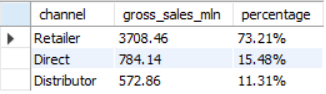 channel gross_sales_mln percentage
Retailer 3708.46 73.21%
Direct 784.14 15.48%
Distributor 572.86 11.31%